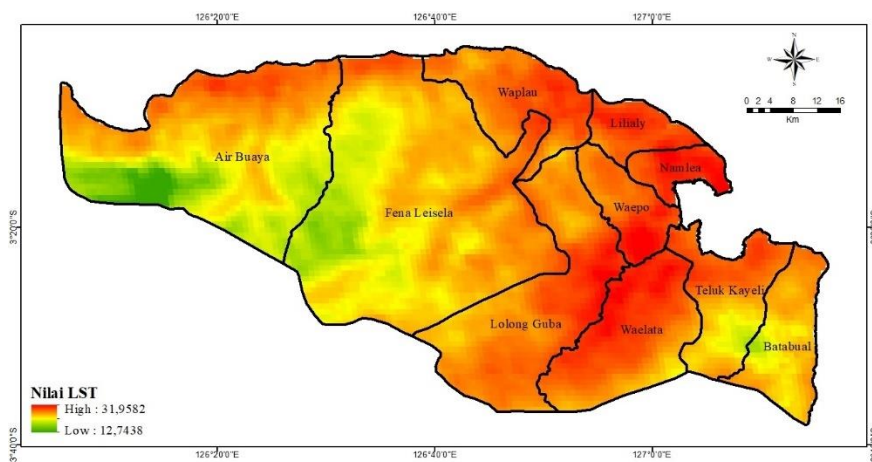 126°20'0"E
126°40'0"E
127°0'0"E
N
W
E
S
0 2 4 8 12 16
Km
Waplau
Lilialy
Air Buaya
Namlea
Fena Leisela
Waepo
3°20'0"S
Teluk Kayeli
Lolong Guba
Waelata
Batabual
Nilai LST
High : 31,9582
Low : 12,7438
3°40'0"S
126°20'0"E
126°40'0"E
127°0'0"E